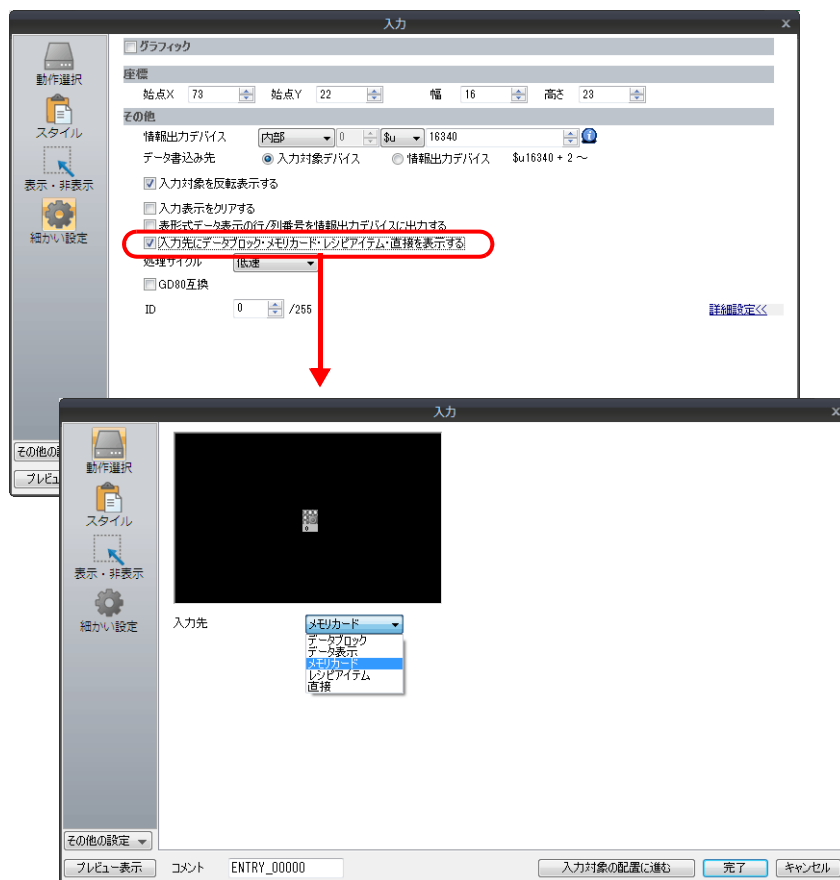 入力
x
動作選択
スタイル
表示・非表示
細かい設定
グラフィック
座標
始点X 73 始点Y 22 幅 16 高さ 23
その他
情報出力デバイス 内部 0 $u 16340
データ書込み先 入力対象デバイス 情報出力デバイス $u16340 + 2 ～
入力対象を反転表示する
入力表示をクリアする
表形式データ表示の行/列番号を情報出力デバイスに出力する
入力先にデータブロック・メモリカード・レシピアイテム・直接を表示する
処理サイクル 低速
GD80互換
ID 0 /255
詳細設定<<
その他の
プレビュ
入力
x
動作選択
スタイル
表示・非表示
細かい設定
入力先 メモリカード
データブロック
データ表示
メモリカード
レシピアイテム
直接
その他の設定
プレビュー表示 コメント ENTRY_00000 入力対象の配置に進む 完了 キャンセル